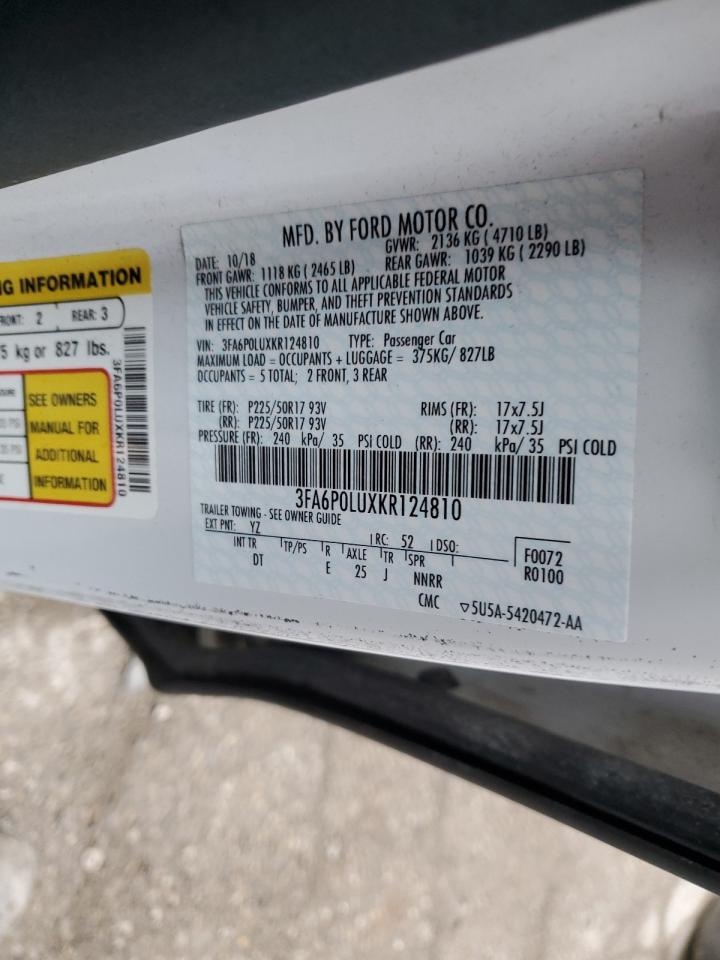 NG INFORMATION
RONT: 2 REAR: 3
5 kg or 827 lbs.
SEE OWNERS
MANUAL FOR
ADDITIONAL
INFORMATION
3FA6P0LUXKR124810
MFD. BY FORD MOTOR CO.
DATE: 10/18 GVWR: 2136 KG ( 4710 LB)
FRONT GAWR: 1118 KG ( 2465 LB) REAR GAWR: 1039 KG ( 2290 LB)
THIS VEHICLE CONFORMS TO ALL APPLICABLE FEDERAL MOTOR
VEHICLE SAFETY, BUMPER, AND THEFT PREVENTION STANDARDS
IN EFFECT ON THE DATE OF MANUFACTURE SHOWN ABOVE.
VIN: 3FA6P0LUXKR124810 TYPE: Passenger Car
MAXIMUM LOAD = OCCUPANTS + LUGGAGE = 375KG/ 827LB
OCCUPANTS = 5 TOTAL; 2 FRONT, 3 REAR
TIRE (FR): P225/50R17 93V RIMS (FR): 17x7.5J
(RR): P225/50R17 93V (RR): 17x7.5J
PRESSURE (FR): 240 kPa/ 35 PSI COLD (RR): 240 kPa/ 35 PSI COLD
3FA6P0LUXKR124810
TRAILER TOWING - SEE OWNER GUIDE
EXT PNT: YZ RC: 52 DSO:
INT TR TP/PS R AXLE TR SPR
DT E 25 J NNRR
F0072
R0100
CMC ▽5U5A-5420472-AA